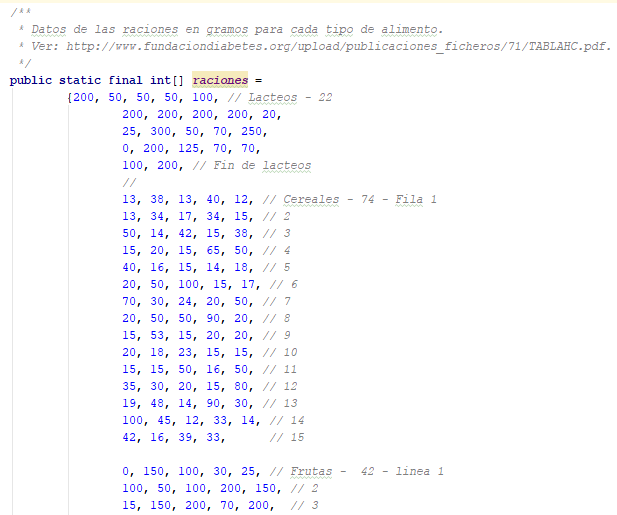 /**
 * Datos de las raciones en gramos para cada tipo de alimento.
 * Ver: http://www.fundaciondiabetes.org/upload/publicaciones_ficheros/71/TABLAHC.pdf.
 */
public static final int[] raciones =
{200, 50, 50, 50, 100, // Lacteos - 22
200, 200, 200, 200, 20,
25, 300, 50, 70, 250,
0, 200, 125, 70, 70,
100, 200, // Fin de lacteos
//
13, 38, 13, 40, 12, // Cereales - 74 - Fila 1
13, 34, 17, 34, 15, // 2
50, 14, 42, 15, 38, // 3
15, 20, 15, 65, 50, // 4
40, 16, 15, 14, 18, // 5
20, 50, 100, 15, 17, // 6
70, 30, 24, 20, 50, // 7
20, 50, 50, 90, 20, // 8
15, 53, 15, 20, 20, // 9
20, 18, 23, 15, 15, // 10
15, 15, 50, 16, 50, // 11
35, 30, 20, 15, 80, // 12
19, 48, 14, 90, 30, // 13
100, 45, 12, 33, 14, // 14
42, 16, 39, 33, // 15
0, 150, 100, 30, 25, // Frutas - 42 - linea 1
100, 50, 100, 200, 150, // 2
15, 150, 200, 70, 200, // 3